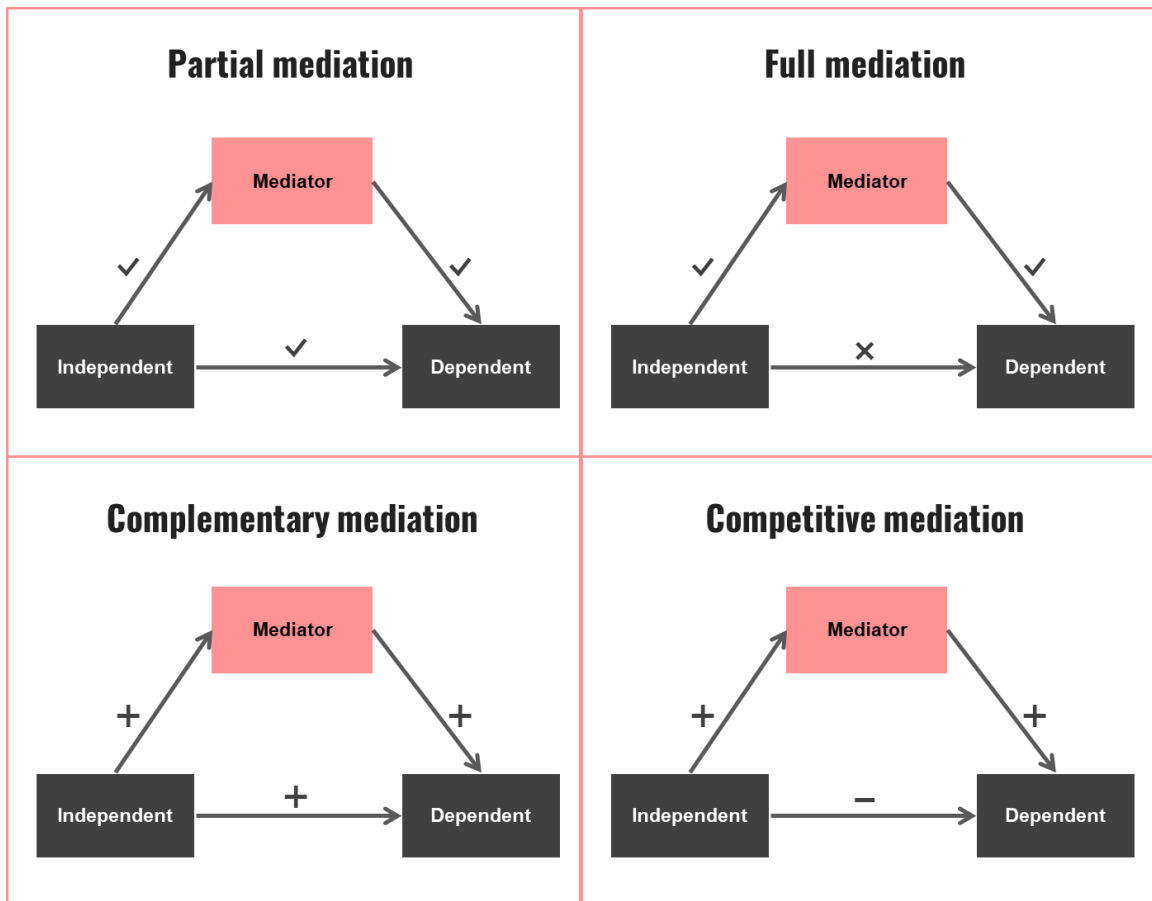 Partial mediation
Mediator
✓
✓
Independent
✓
Dependent
Full mediation
Mediator
✓
✓
Independent
×
Dependent
Complementary mediation
Mediator
+
+
Independent
+
Dependent
Competitive mediation
Mediator
+
+
Independent
−
Dependent